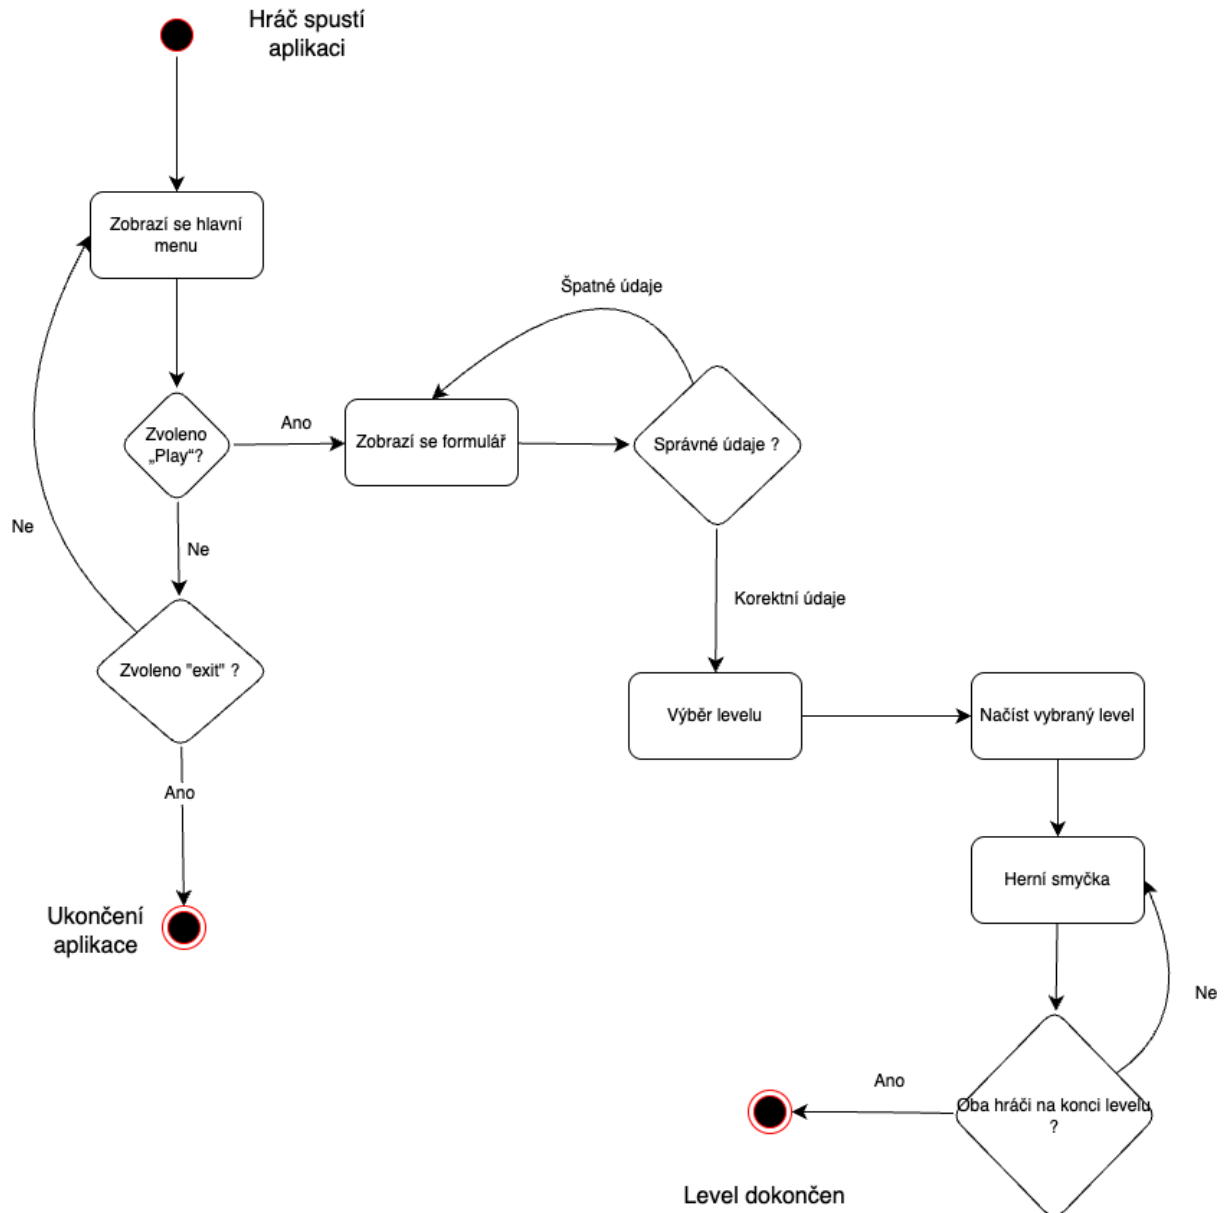 Hráč spustí
aplikaci
Zobrazí se hlavní
menu
Špatné údaje
Zvoleno
„Play“?
Ano
Zobrazí se formulář
Správné údaje ?
Ne
Ne
Korektní údaje
Zvoleno "exit" ?
Výběr levelu
Načíst vybraný level
Ano
Herní smyčka
Ukončení
aplikace
Ne
Ano
Oba hráči na konci levelu
?
Level dokončen